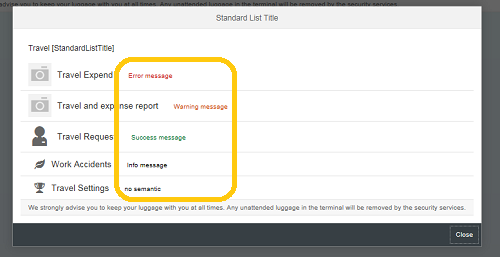 advise you to keep your luggage with you at all times. Any unattended luggage in the terminal will be removed by the security services.
Standard List Title
Travel [StandardListTitle]
Travel Expend Error message
Travel and expense report Warning message
Travel Reques Success message
Work Accidents Info message
Travel Settings no semantic
We strongly advise you to keep your luggage with you at all times. Any unattended luggage in the terminal will be removed by the security services.
Close